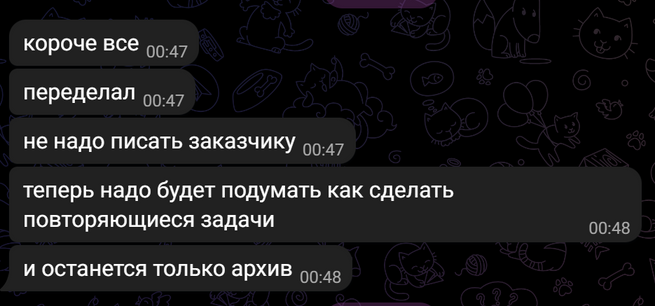 короче все 00:47
переделал 00:47
не надо писать заказчику 00:47
теперь надо будет подумать как сделать
повторяющиеся задачи 00:48
и останется только архив 00:48